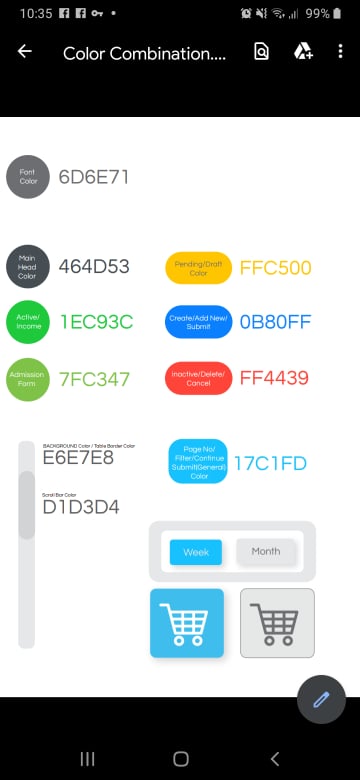 10:35
99%
Color Combination....
Font
Color
6D6E71
Main
Head
Color
464D53
Pending/Draft
Color
FFC500
Active/
Income
1EC93C
Create/Add New/
Submit
0B80FF
Admission
Form
7FC347
Inactive/Delete/
Cancel
FF4439
BACKGROUND Color / Table Border Color
E6E7E8
Scroll Bar Color
D1D3D4
Page No/
Filter/Continue
Submit(General)
Color
17C1FD
Week
Month